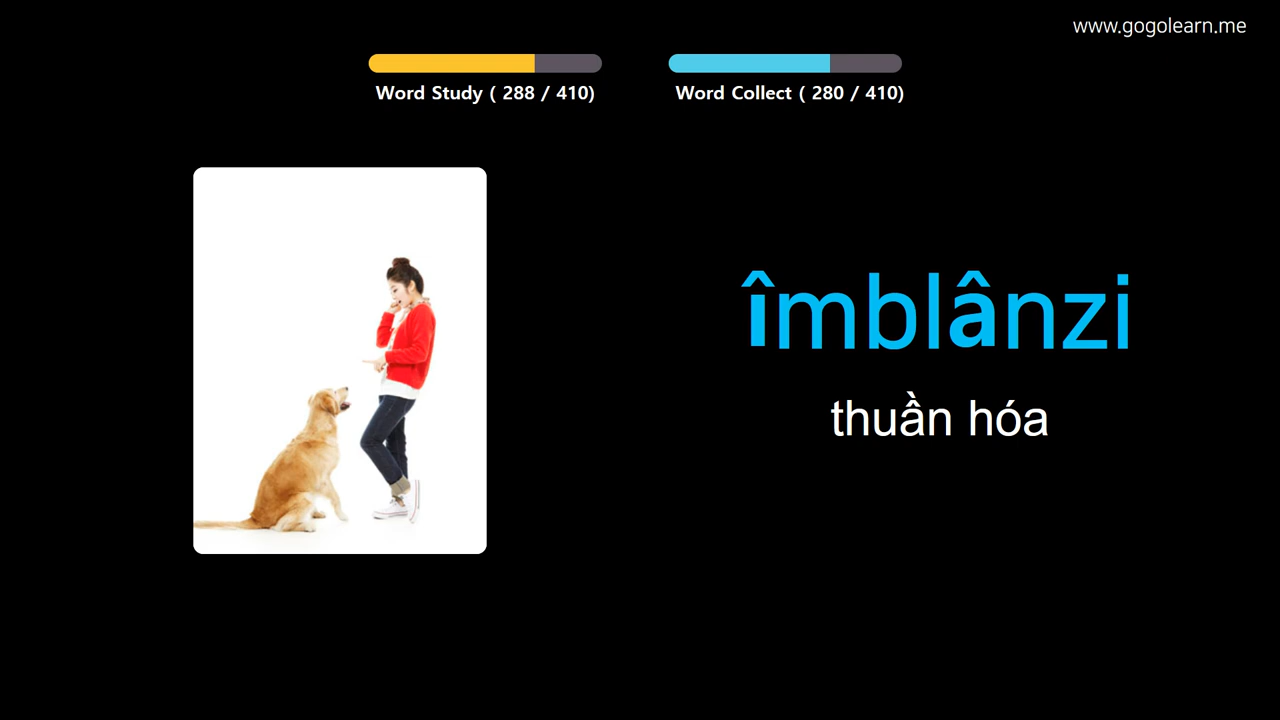 www.gogolearn.me
Word Study ( 288 / 410)
Word Collect ( 280 / 410)
îmblânzi
thuần hóa